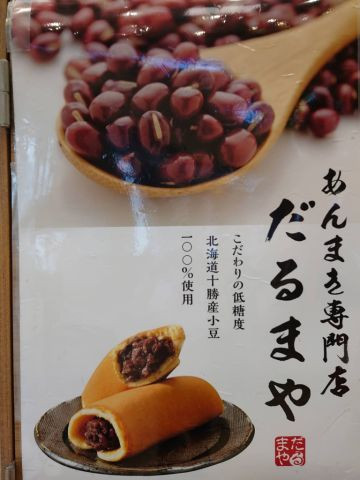 あんまき専門店
だるまや
こだわりの低糖度
北海道十勝産小豆
一〇〇%使用
だるまや